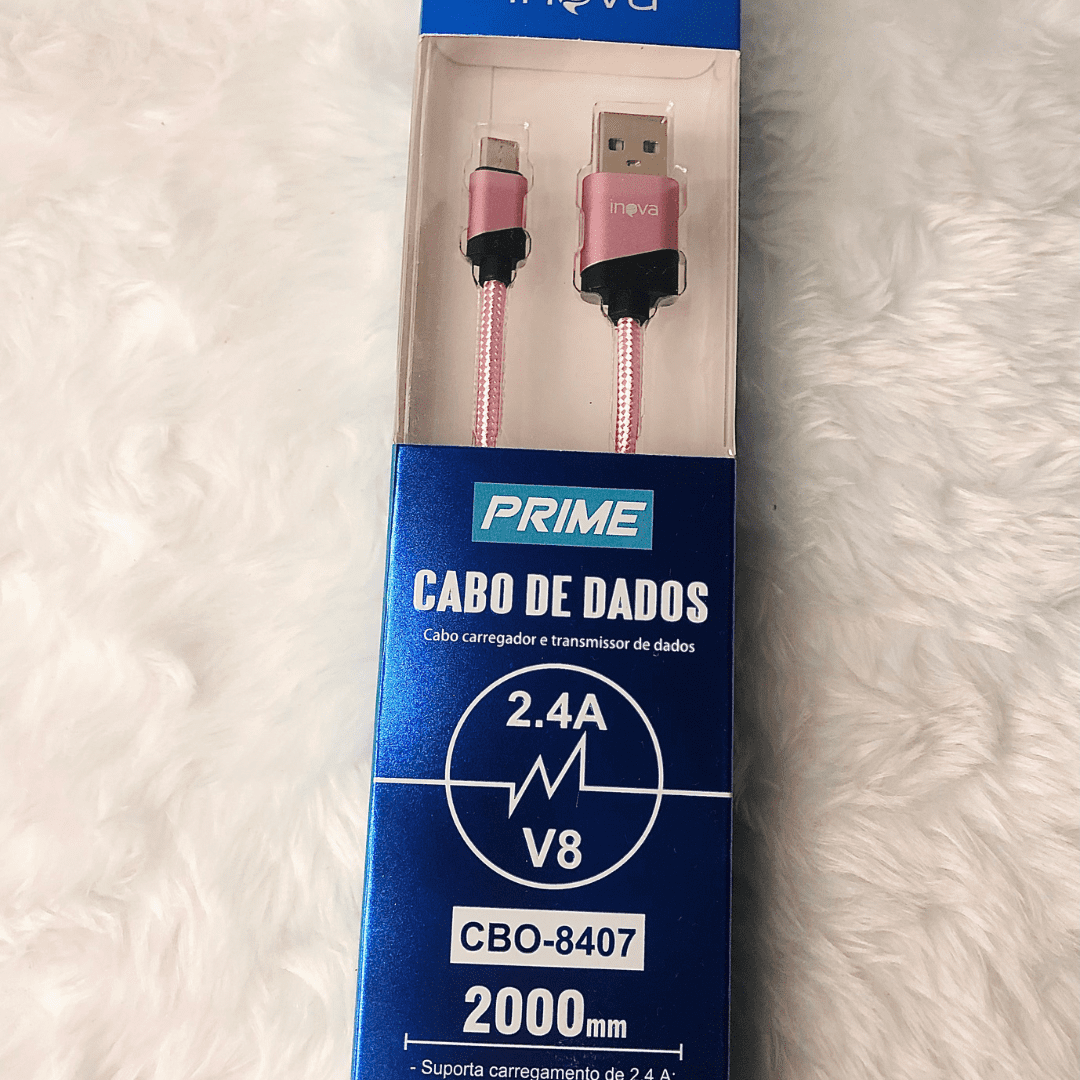 inova
inova
PRIME
CABO DE DADOS
Cabo carregador e transmissor de dados
2.4A
V8
CBO-8407
2000mm
- Suporta carregamento de 2.4 A;